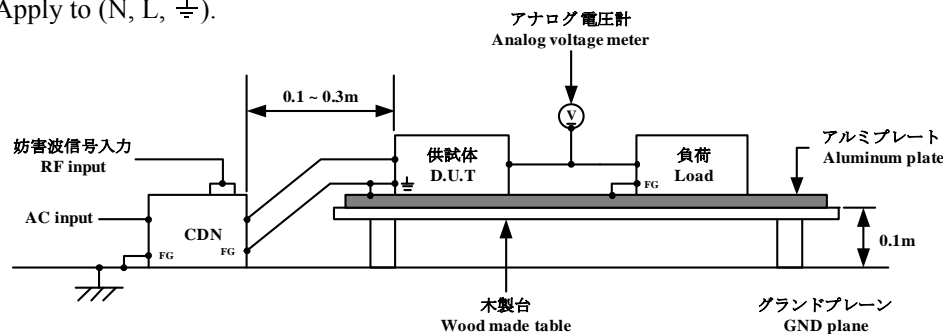 Apply to (N, L, ⏚).
アナログ電圧計
Analog voltage meter
0.1 ~ 0.3m
V
妨害波信号入力
RF input
供試体
D.U.T
負荷
Load
アルミプレート
Aluminum plate
FG
AC input
CDN
FG
FG
0.1m
木製台
Wood made table
グランドプレーン
GND plane